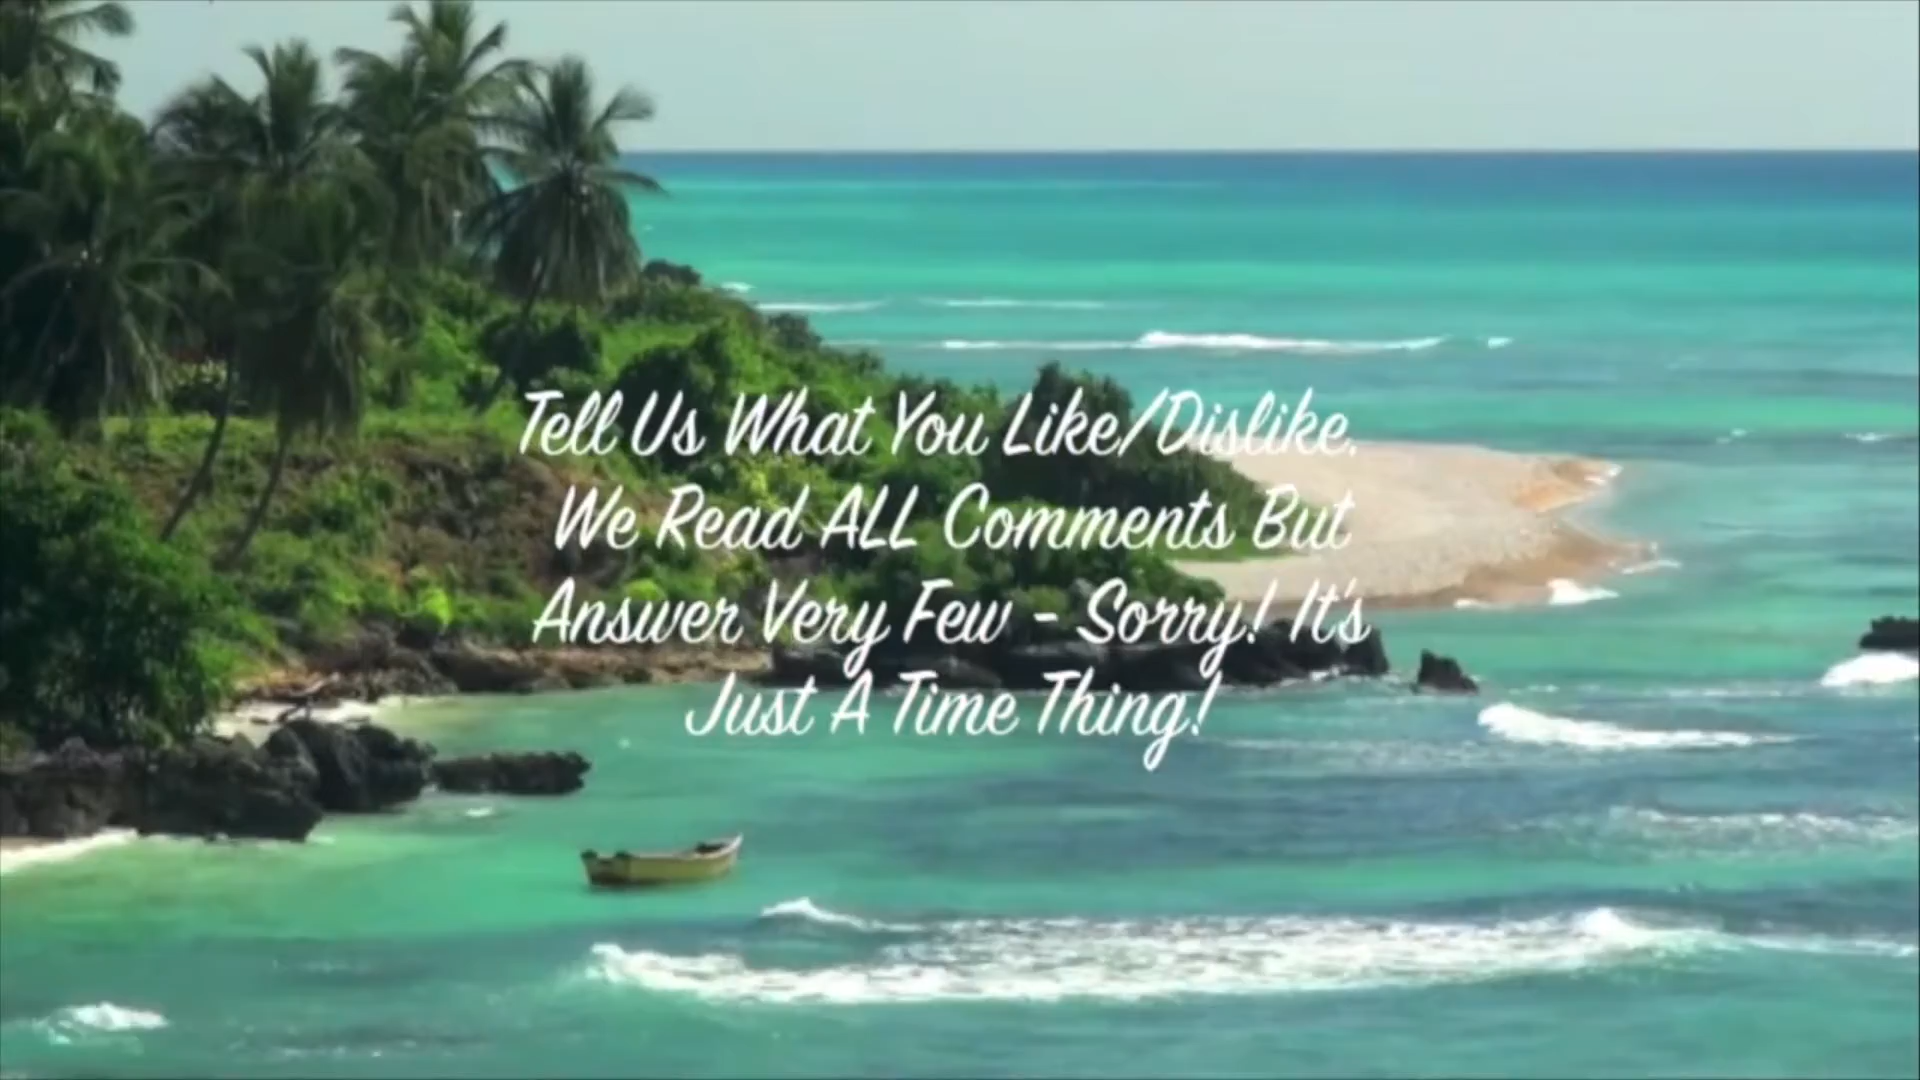 Tell Us What You Like/Dislike.
We Read ALL Comments But
Answer Very Few - Sorry! It's
Just A Time Thing!